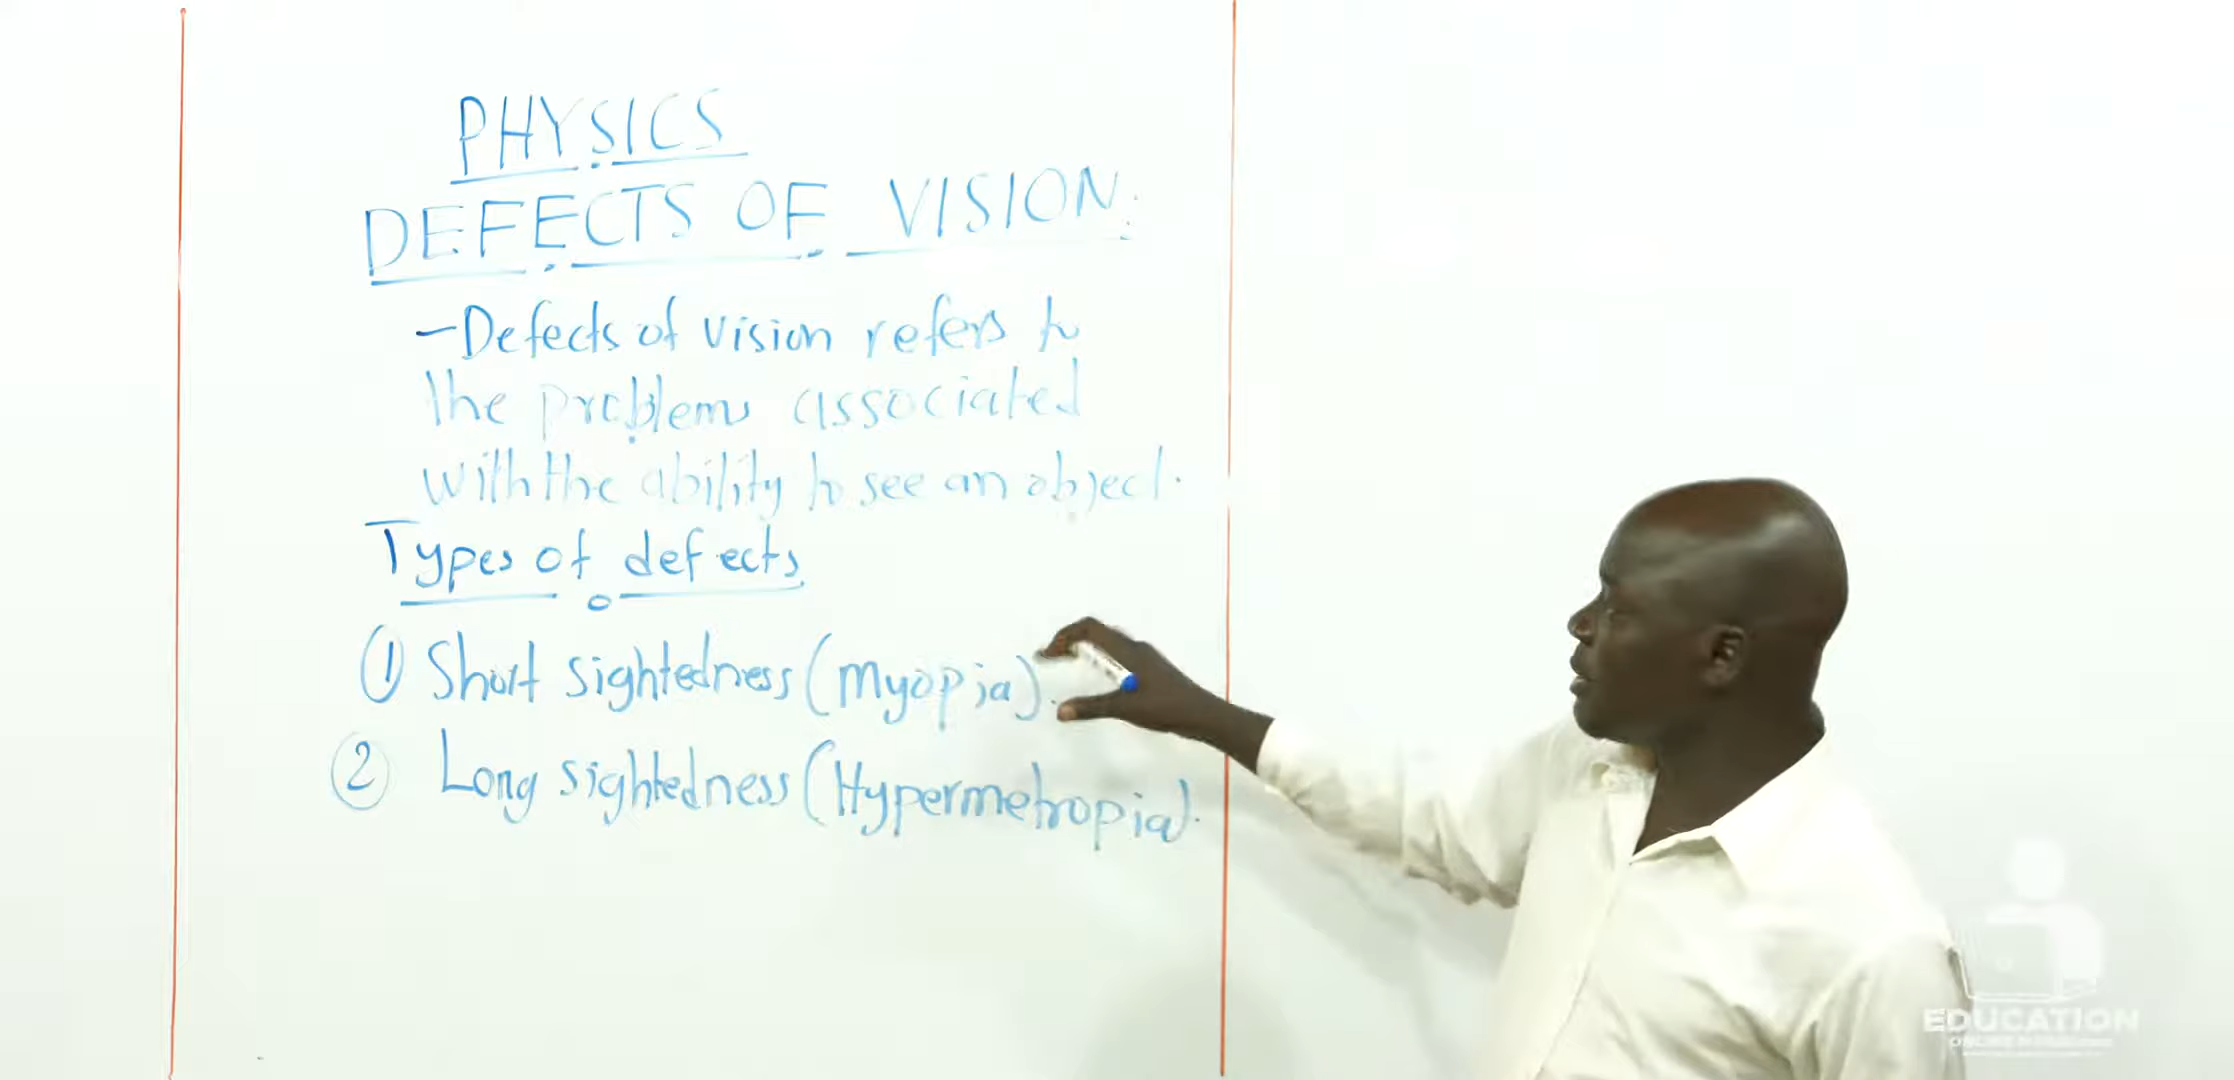 PHYSICS
DEFECTS OF VISION.
- Defects of vision refers to
the problems associated
with the ability to see an object.
Types of defects
① Short sightedness (Myopia).
② Long sightedness (Hypermetropia).
EDUCATION